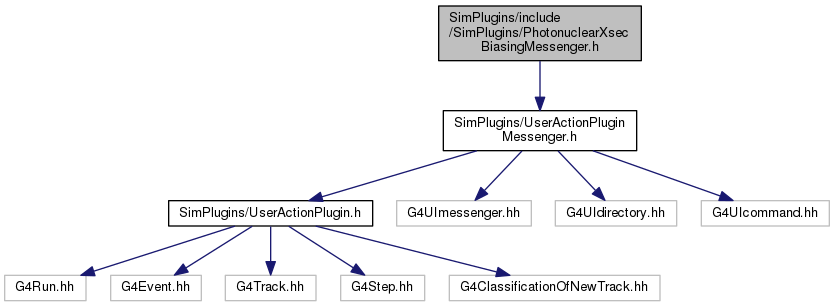 SimPlugins/include
/SimPlugins/PhotonuclearXsec
BiasingMessenger.h
SimPlugins/UserActionPlugin
Messenger.h
SimPlugins/UserActionPlugin.h
G4UImessenger.hh
G4UIdirectory.hh
G4UIcommand.hh
G4Run.hh
G4Event.hh
G4Track.hh
G4Step.hh
G4ClassificationOfNewTrack.hh